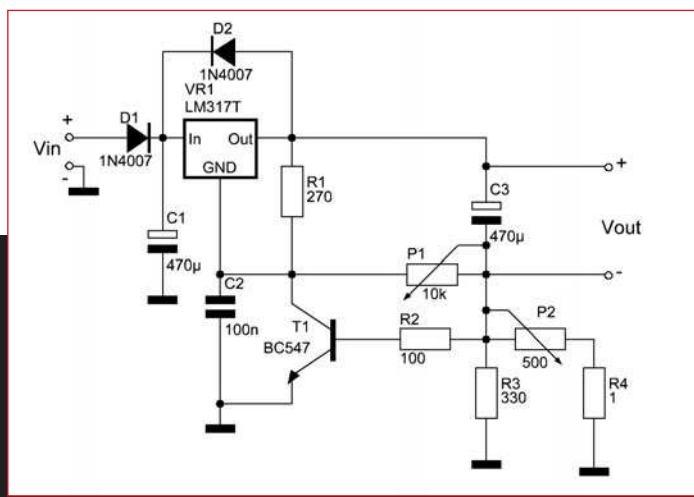 D2
1N4007
VR1
LM317T
+
D1
Vin
In
Out
+
1N4007
GND
-
R1
270
C3
C1
Vout
470µ
P1
470µ
-
C2
10k
P2
100n
T1
R2
BC547
100
500
R3
330
R4
1